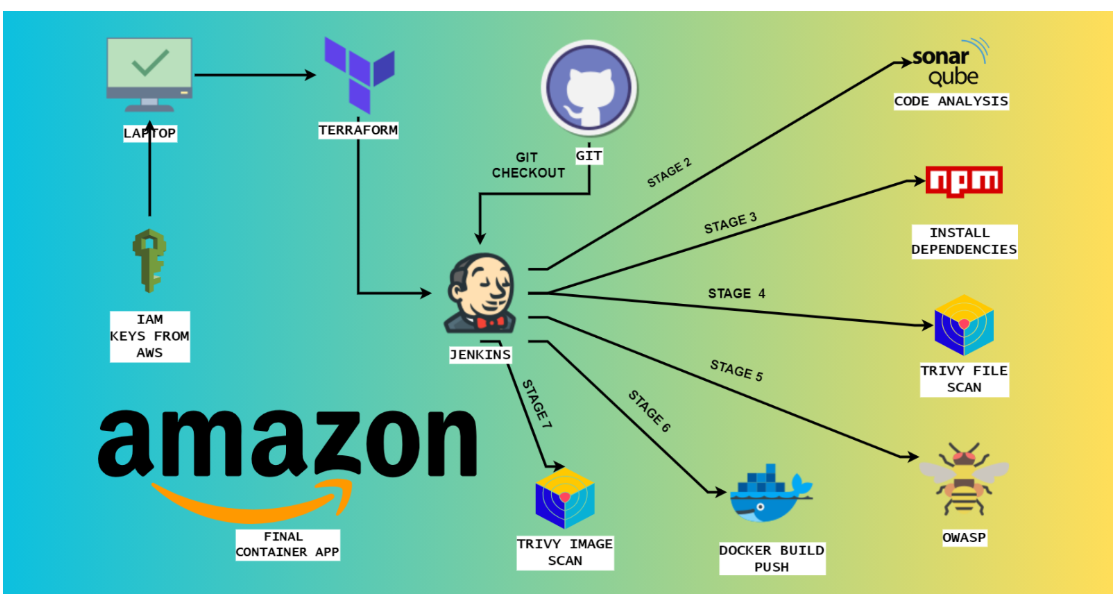 LAPTOP
TERRAFORM
GIT
GIT
CHECKOUT
IAM
KEYS FROM
AWS
JENKINS
STAGE 2
sonar
qube
CODE ANALYSIS
STAGE 3
npm
INSTALL
DEPENDENCIES
STAGE 4
TRIVY FILE
SCAN
STAGE 5
OWASP
STAGE 6
DOCKER BUILD
PUSH
STAGE 7
TRIVY IMAGE
SCAN
amazon
FINAL
CONTAINER APP